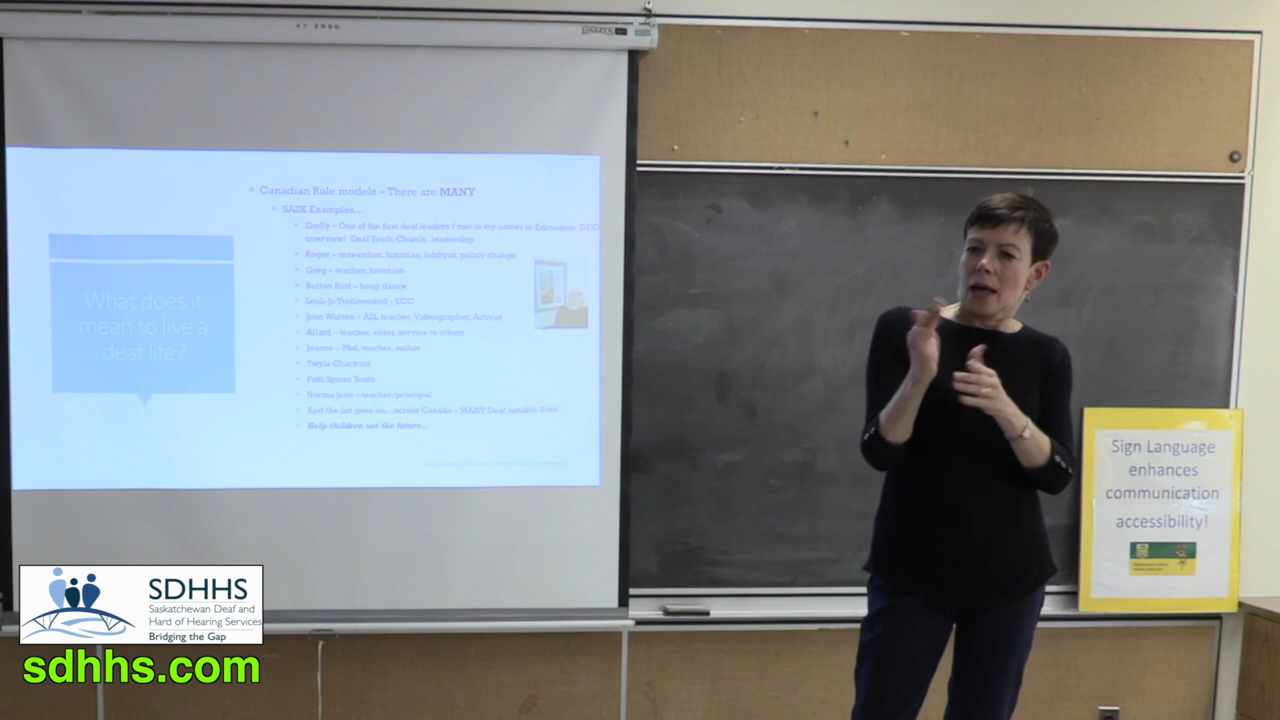 Canadian Role models – There are MANY
SASK Examples...
Shelly – One of the first deaf leaders I met in my career in Edmonton: DEC
interview! Deaf Youth, Church, leadership
Roger – researcher, historian, lobbyist, policy change
Greg – teacher, historian
Burton Bird – hoop dance
Lesli-Jo - ECC
John Warren – ASL teacher, Videographer, Activist
Allard – teacher, elder, service to others
Joanne – Phd, teacher, author
Twyla Chartrant
Patti Spicer Youth
Norma Jean – teacher/principal
And the list goes on... across Canada – MANY Deaf notable lives
Help children see the future...
What does it
mean to live a
deaf life?
Sign Language
enhances
communication
accessibility!
SDHHS
Saskatchewan Deaf and
Hard of Hearing Services
Bridging the Gap
sdhhs.com